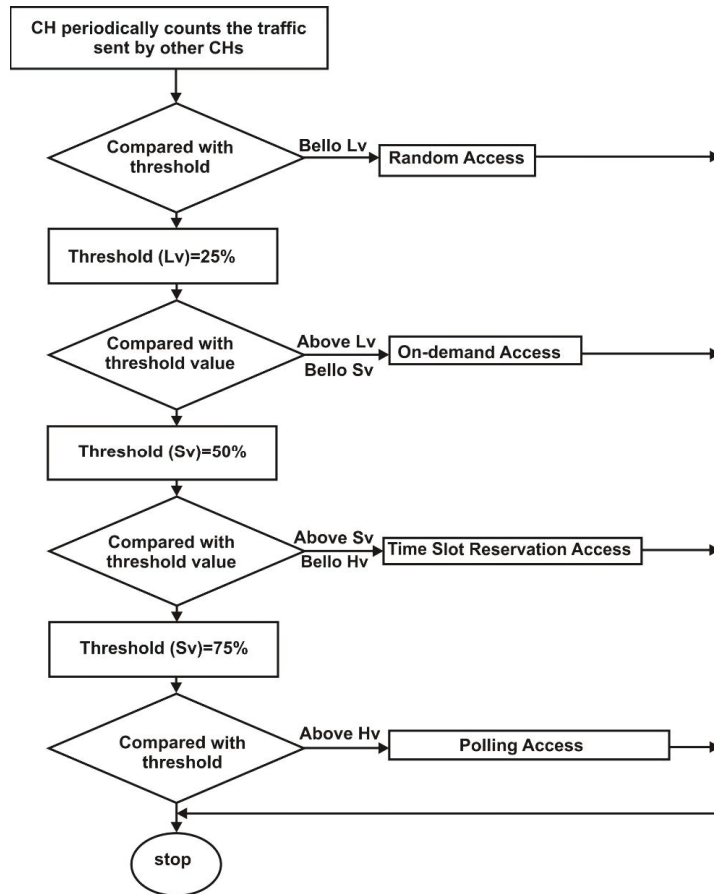 CH periodically counts the traffic
sent by other CHs
Compared with
threshold
Bello Lv
Random Access
Threshold (Lv)=25%
Compared with
threshold value
Above Lv
Bello Sv
On-demand Access
Threshold (Sv)=50%
Compared with
threshold value
Above Sv
Bello Hv
Time Slot Reservation Access
Threshold (Sv)=75%
Compared with
threshold
Above Hv
Polling Access
stop